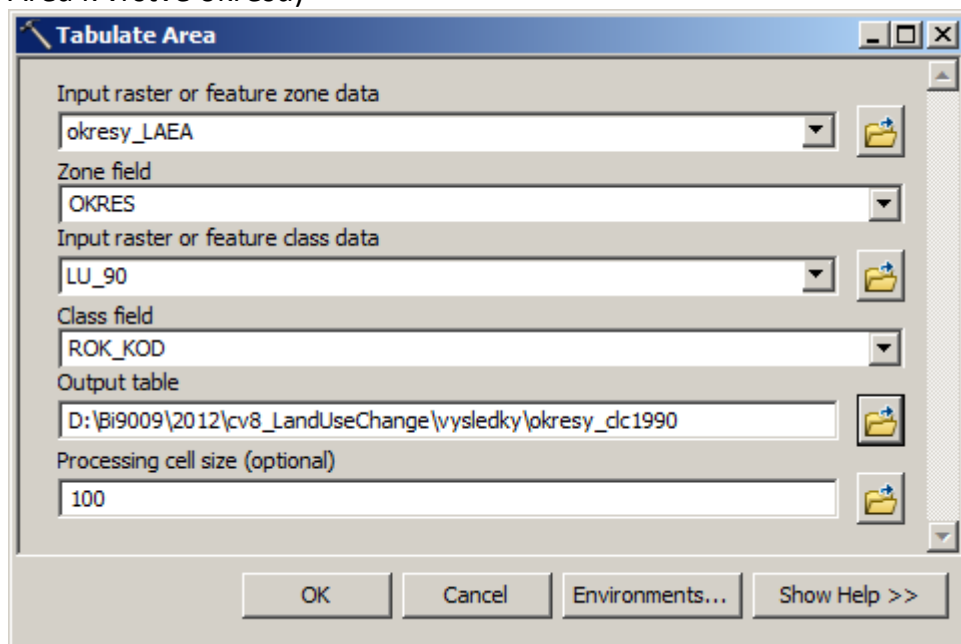 Tabulate Area
Input raster or feature zone data
okresy_LAEA
Zone field
OKRES
Input raster or feature class data
LU_90
Class field
ROK_KOD
Output table
D:\Bi9009\2012\cv8_LandUseChange\vysledky\okresy_clc1990
Processing cell size (optional)
100
OK Cancel Environments... Show Help >>